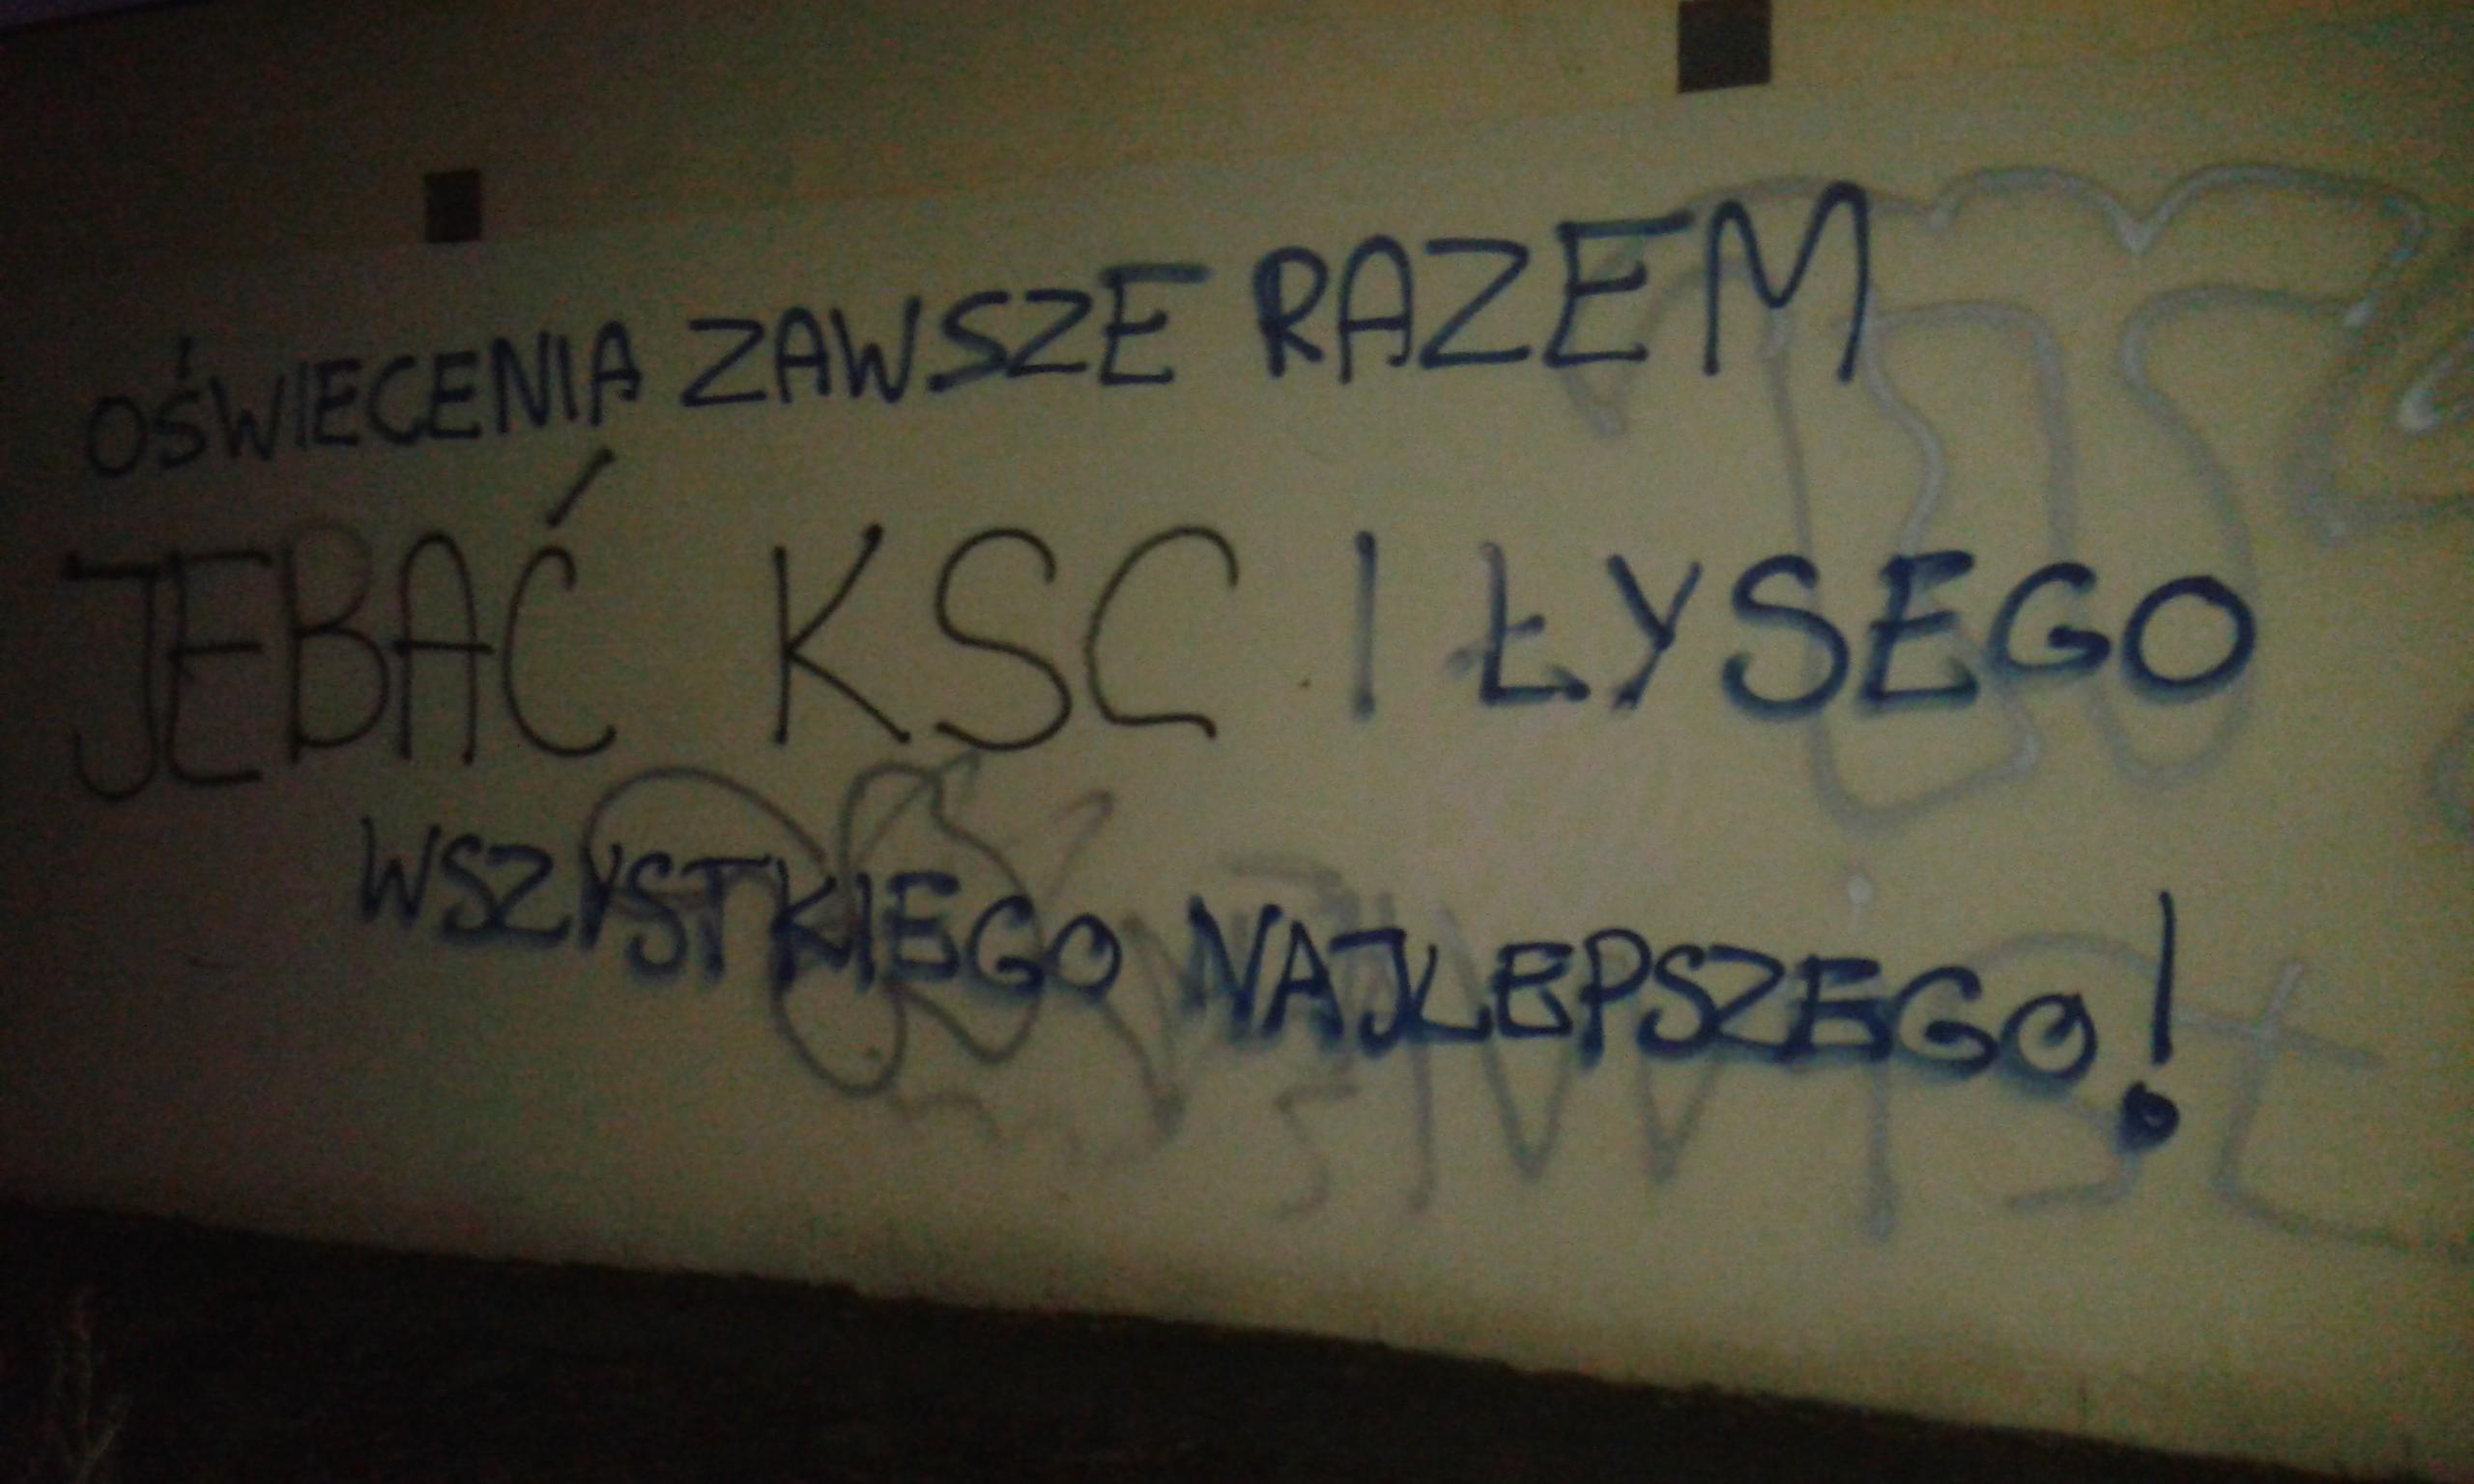 OŚWIECENIA ZAWSZE RAZEM
JEBAĆ KSC I ŁYSEGO
WSZYSTKIEGO NAJLEPSZEGO!